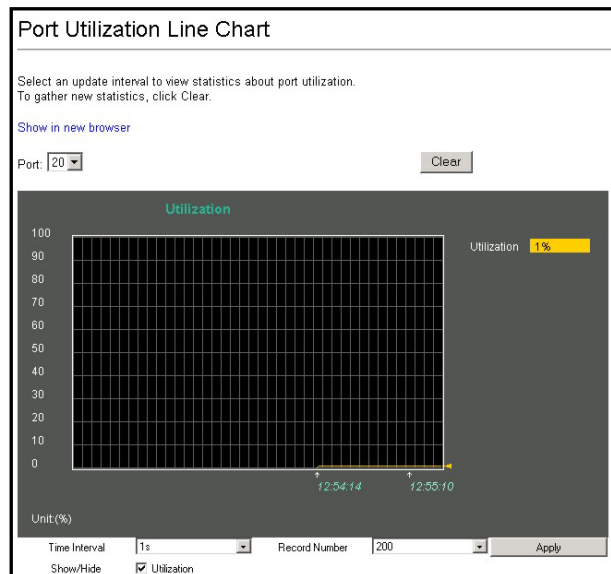 Port Utilization Line Chart
Select an update interval to view statistics about port utilization.
To gather new statistics, click Clear.
Show in new browser
Port: 20 Clear
Utilization
100
Utilization 1%
90
80
70
60
50
40
30
20
10
0
12:54:14 12:55:10
Unit:(%)
Time Interval 1s Record Number 200 Apply
Show/Hide Utilization